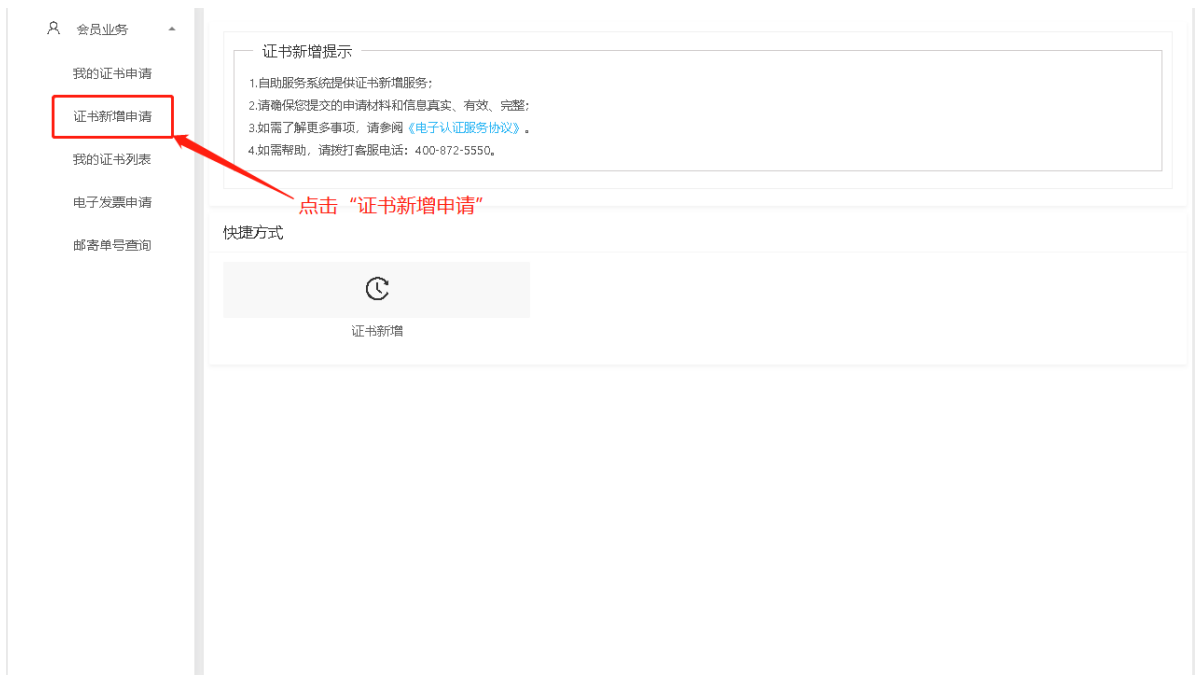 会员业务
我的证书申请
证书新增申请
我的证书列表
电子发票申请
邮寄单号查询
证书新增提示
1.自助服务系统提供证书新增服务;
2.请确保您提交的申请材料和信息真实、有效、完整;
3.如需了解更多事项，请参阅《电子认证服务协议》。
4.如需帮助，请拨打客服电话：400-872-5550。
点击“证书新增申请”
快捷方式
证书新增